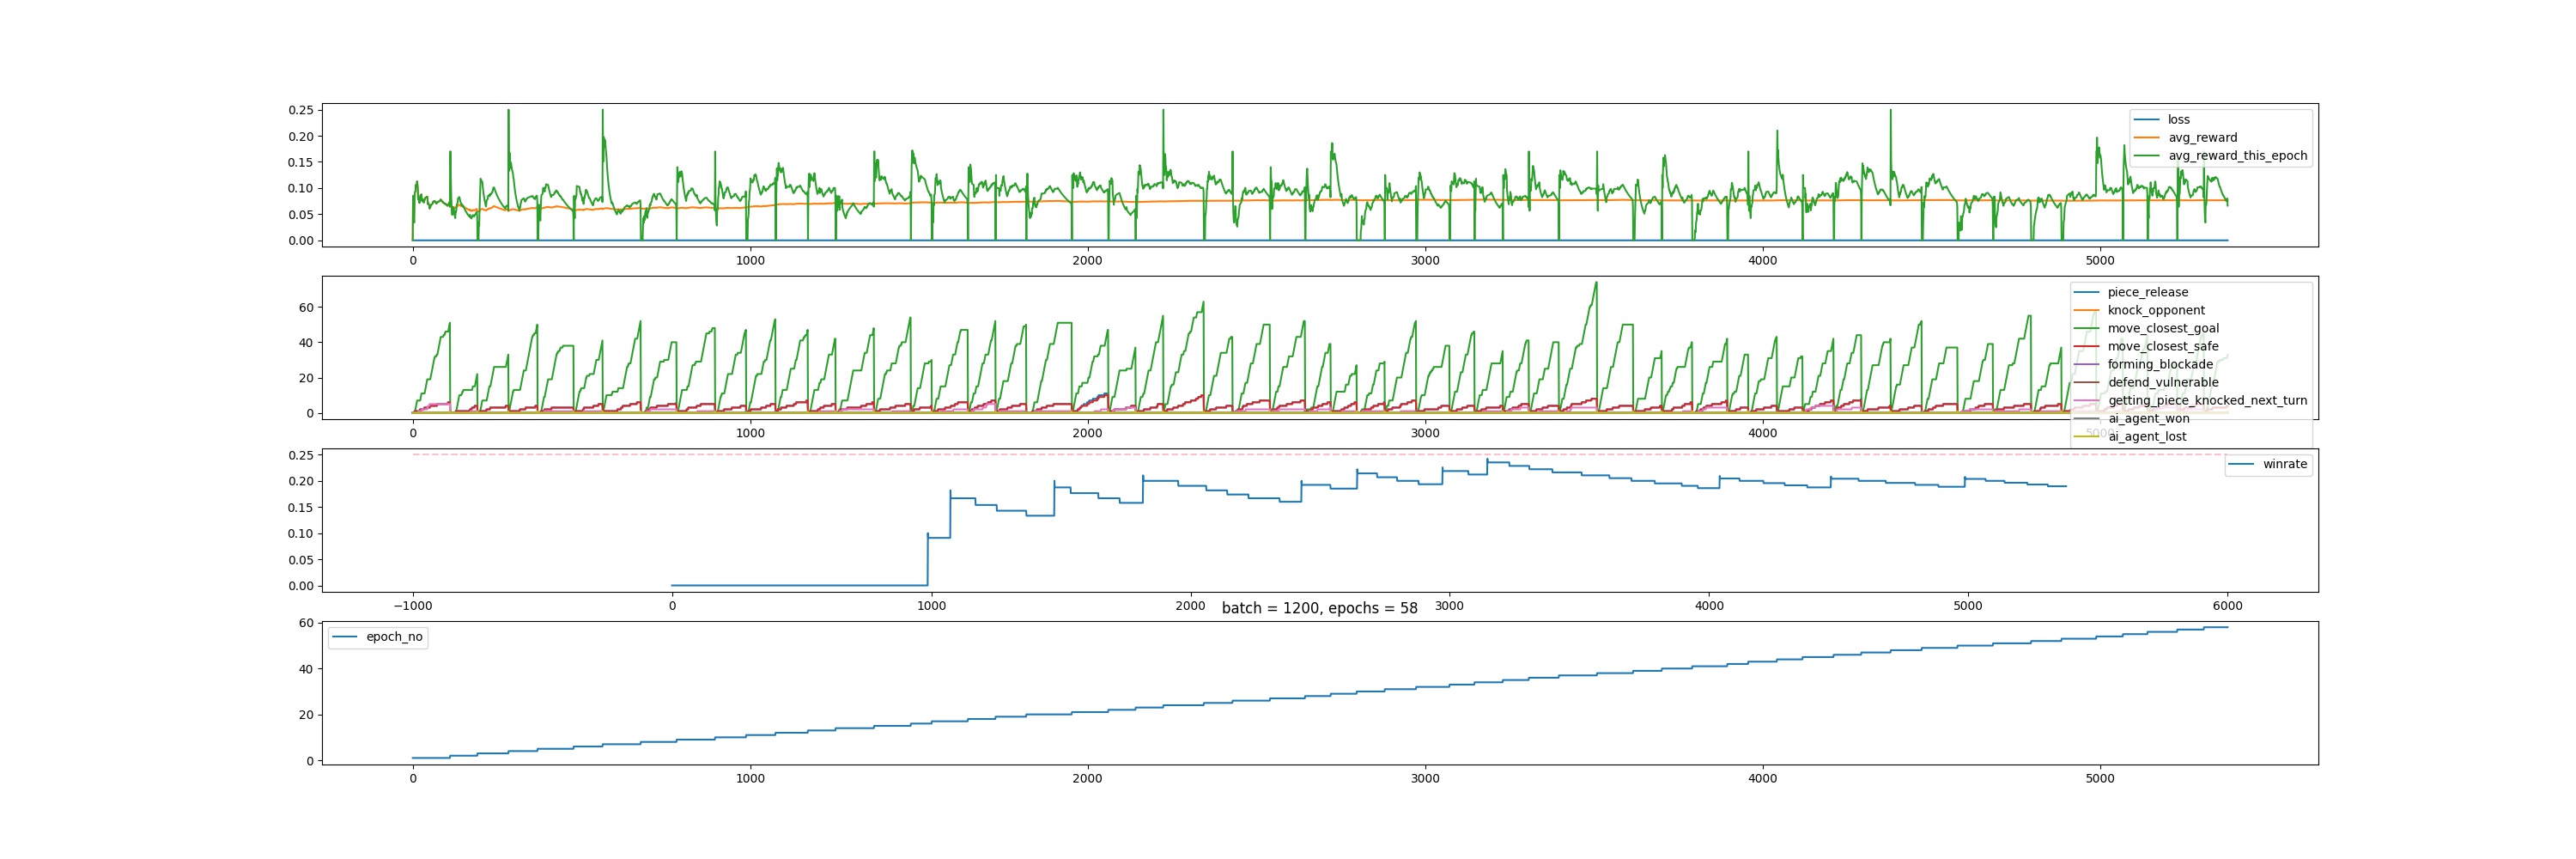 0.25
0.20
0.15
0.10
0.05
0.00
loss
avg_reward
avg_reward_this_epoch
0 1000 2000 3000 4000 5000
60
40
20
0
piece_release
knock_opponent
move_closest_goal
move_closest_safe
forming_blockade
defend_vulnerable
getting_piece_knocked_next_turn
ai_agent_won
ai_agent_lost
0 1000 2000 3000 4000 5000
0.25
0.20
0.15
0.10
0.05
0.00
winrate
−1000 0 1000 2000 3000 4000 5000 6000
batch = 1200, epochs = 58
60
40
20
0
epoch_no
0 1000 2000 3000 4000 5000